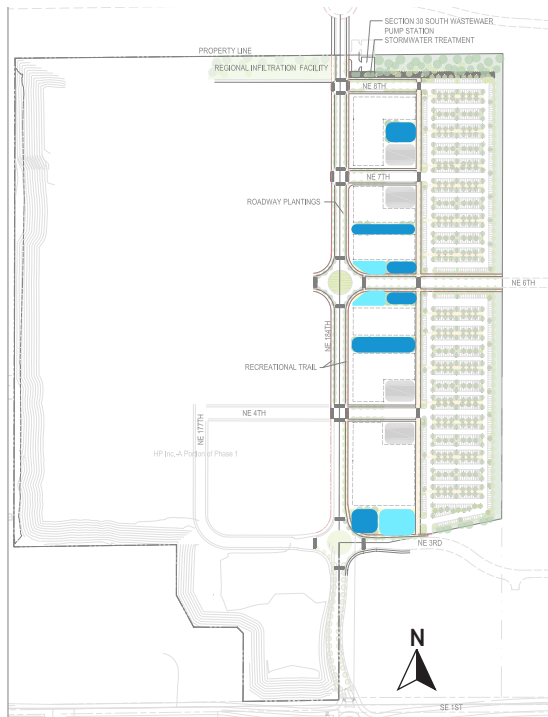 SECTION 30 SOUTH WASTEWAER
PUMP STATION
STORMWATER TREATMENT
PROPERTY LINE
REGIONAL INFILTRATION FACILITY
NE 8TH
NE 7TH
ROADWAY PLANTINGS
NE 6TH
NE 184TH
RECREATIONAL TRAIL
NE 4TH
NE 177TH
HP Inc.-A Portion of Phase 1
NE 3RD
N
SE 1ST